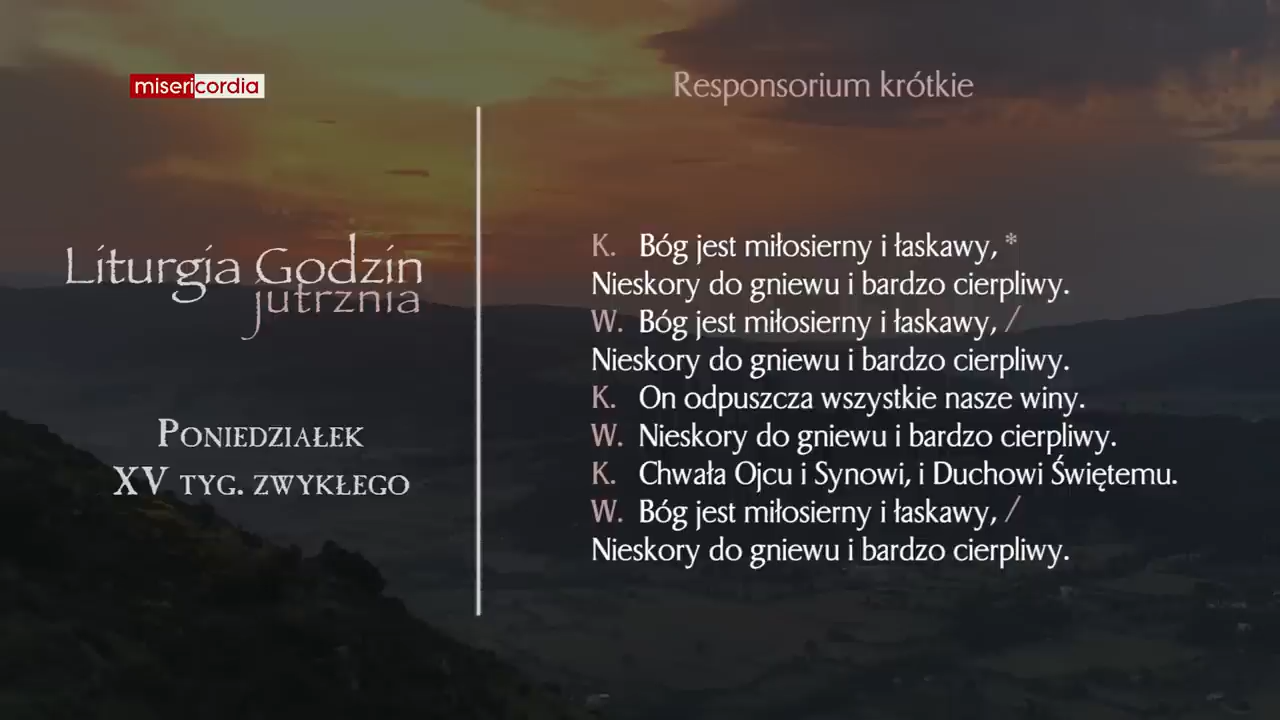 misericordia
Liturgia Godzin
jutrznia
Poniedziałek
XV tyg. zwykłego
Responsorium krótkie
K. Bóg jest miłosierny i łaskawy, *
Nieskory do gniewu i bardzo cierpliwy.
W. Bóg jest miłosierny i łaskawy, /
Nieskory do gniewu i bardzo cierpliwy.
K. On odpuszcza wszystkie nasze winy.
W. Nieskory do gniewu i bardzo cierpliwy.
K. Chwała Ojcu i Synowi, i Duchowi Świętemu.
W. Bóg jest miłosierny i łaskawy, /
Nieskory do gniewu i bardzo cierpliwy.